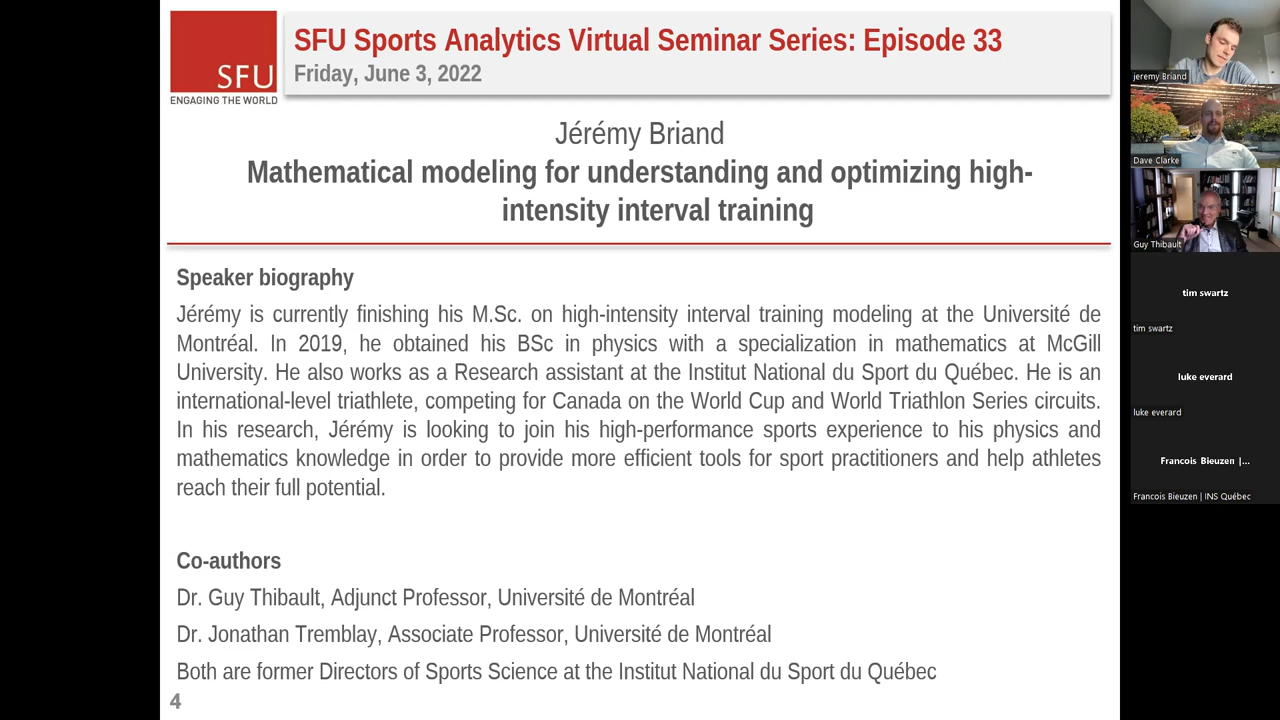 SFU
ENGAGING THE WORLD
SFU Sports Analytics Virtual Seminar Series: Episode 33
Friday, June 3, 2022
Jérémy Briand
Mathematical modeling for understanding and optimizing high-
intensity interval training
Speaker biography
Jérémy is currently finishing his M.Sc. on high-intensity interval training modeling at the Université de
Montréal. In 2019, he obtained his BSc in physics with a specialization in mathematics at McGill
University. He also works as a Research assistant at the Institut National du Sport du Québec. He is an
international-level triathlete, competing for Canada on the World Cup and World Triathlon Series circuits.
In his research, Jérémy is looking to join his high-performance sports experience to his physics and
mathematics knowledge in order to provide more efficient tools for sport practitioners and help athletes
reach their full potential.
Co-authors
Dr. Guy Thibault, Adjunct Professor, Université de Montréal
Dr. Jonathan Tremblay, Associate Professor, Université de Montréal
Both are former Directors of Sports Science at the Institut National du Sport du Québec
4
jeremy Briand
Dave Clarke
Guy Thibault
tim swartz
tim swartz
luke everard
luke everard
Francois Bieuzen |...
Francois Bieuzen | INS Québec